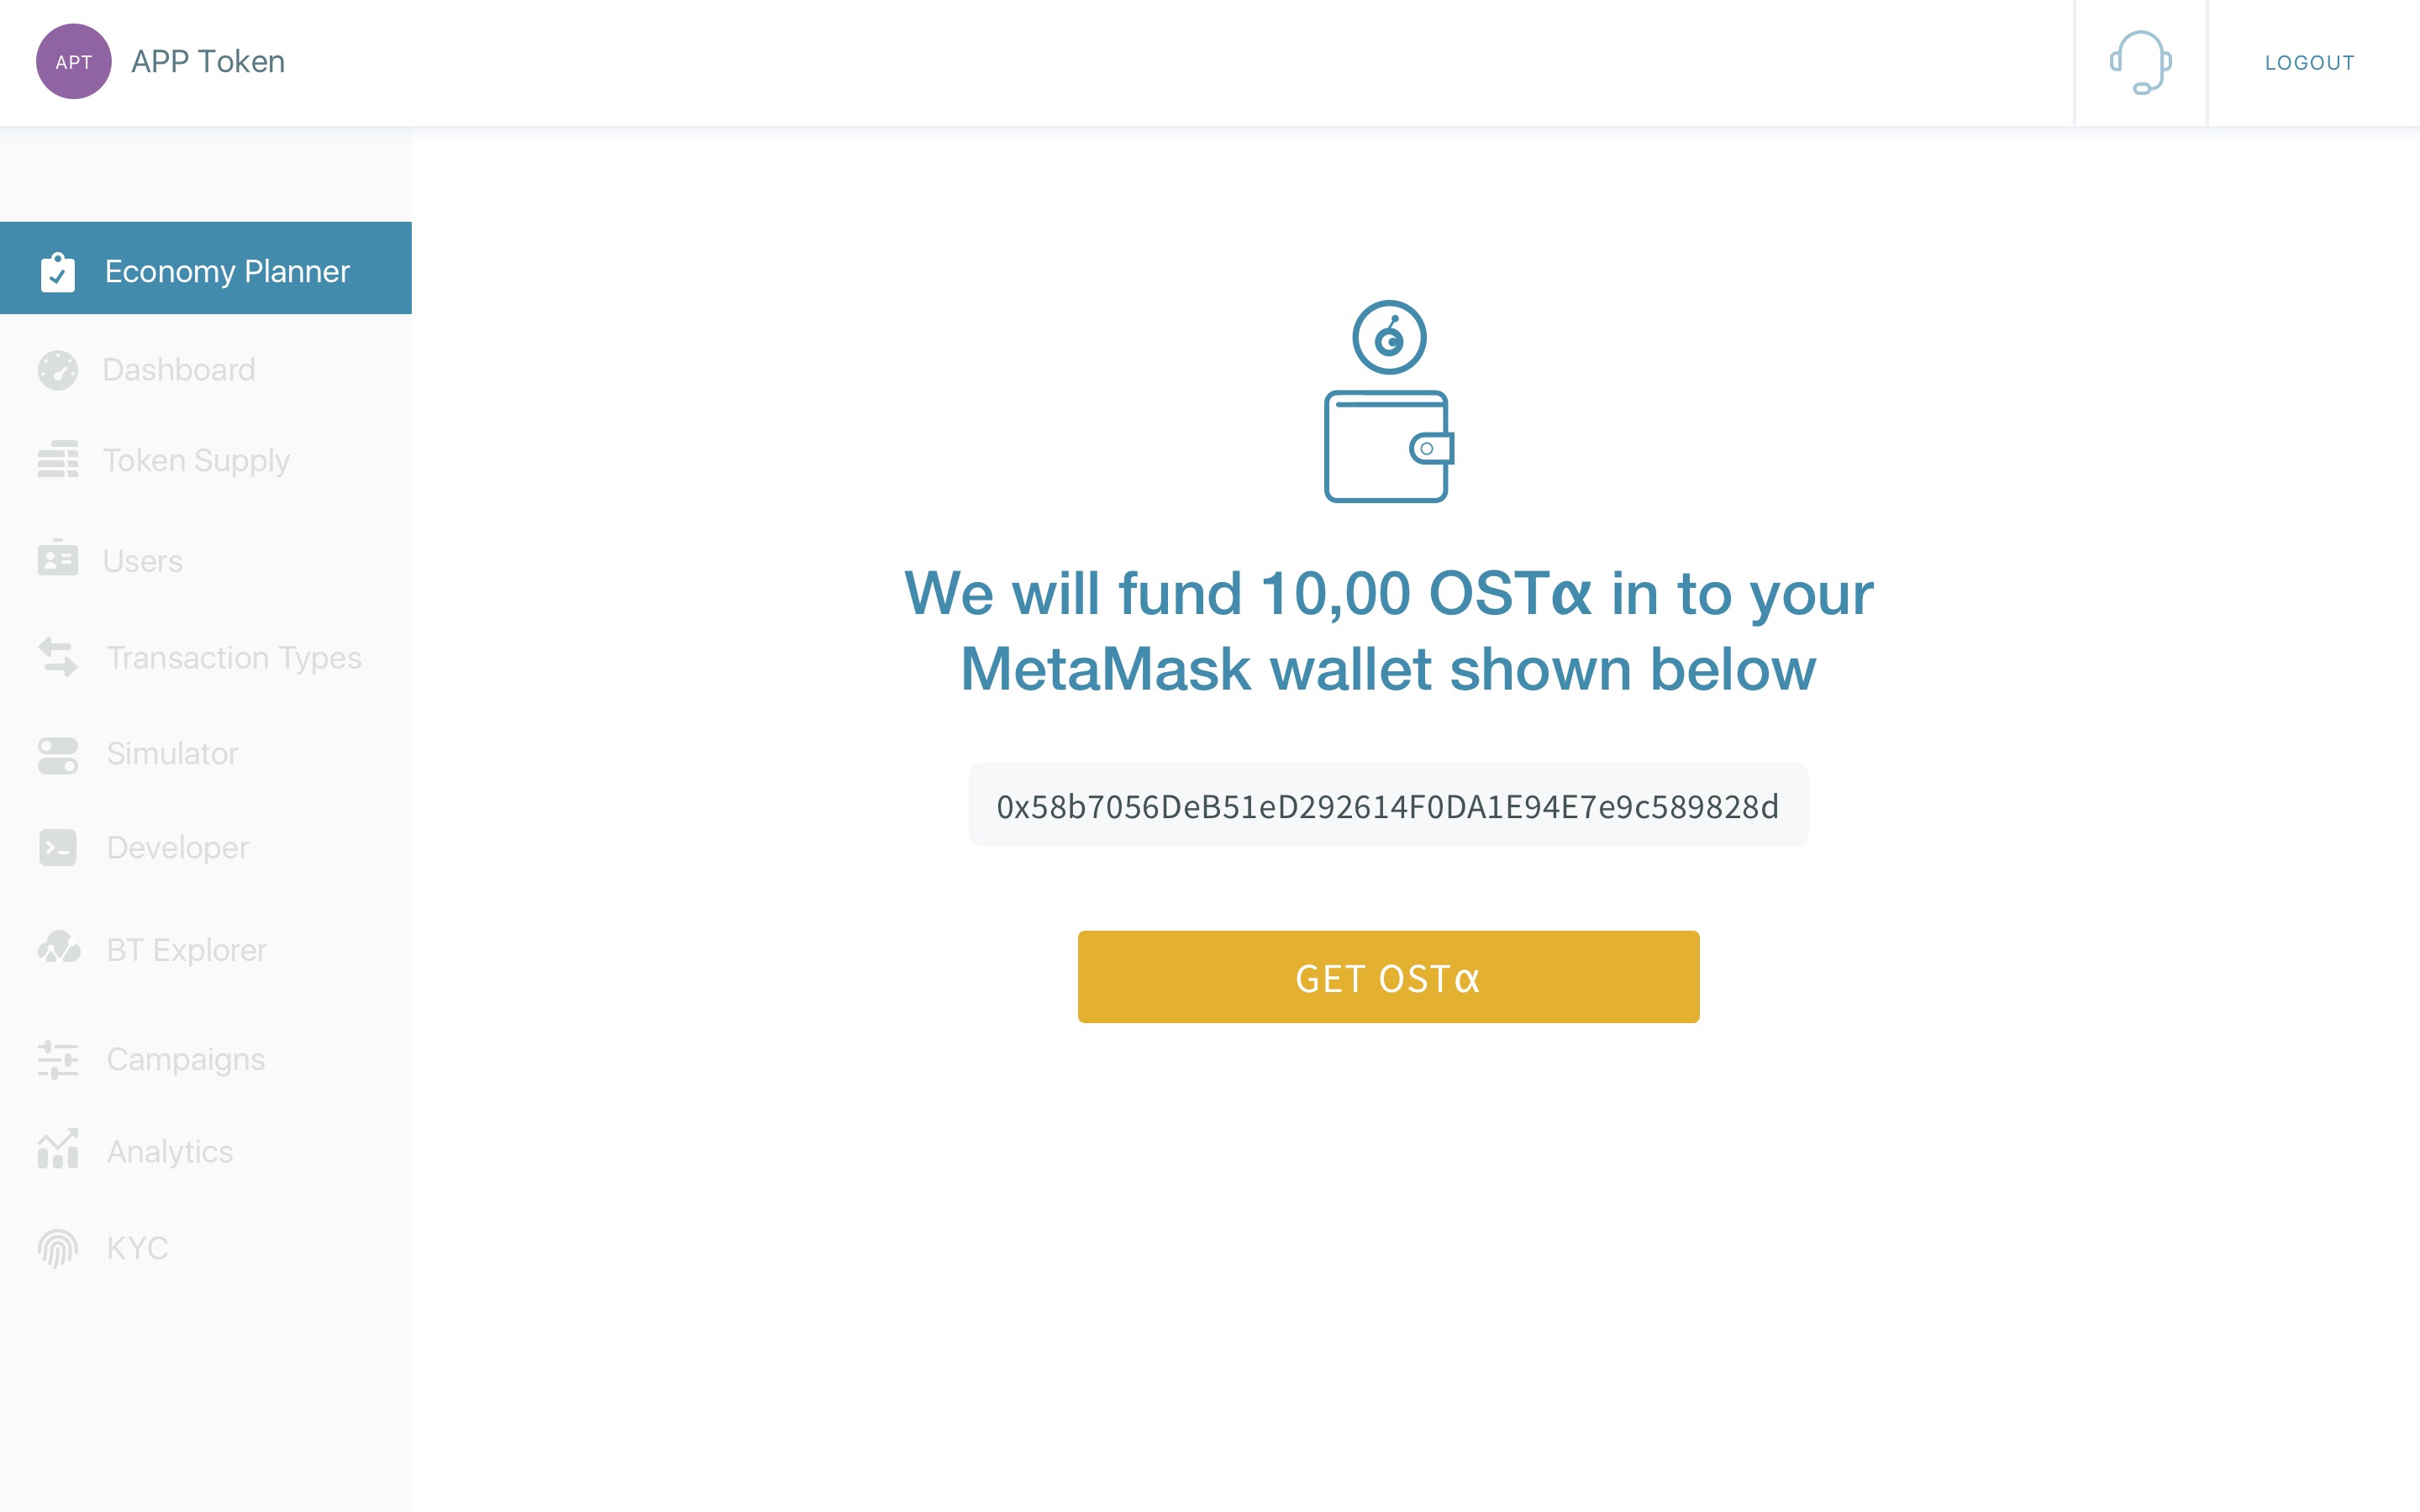 APT
APP Token
LOGOUT
Economy Planner
Dashboard
Token Supply
Users
Transaction Types
Simulator
Developer
BT Explorer
Campaigns
Analytics
KYC
We will fund 10,00 OSTα in to your
MetaMask wallet shown below
0x58b7056DeB51eD292614F0DA1E94E7e9c589828d
GET OSTα